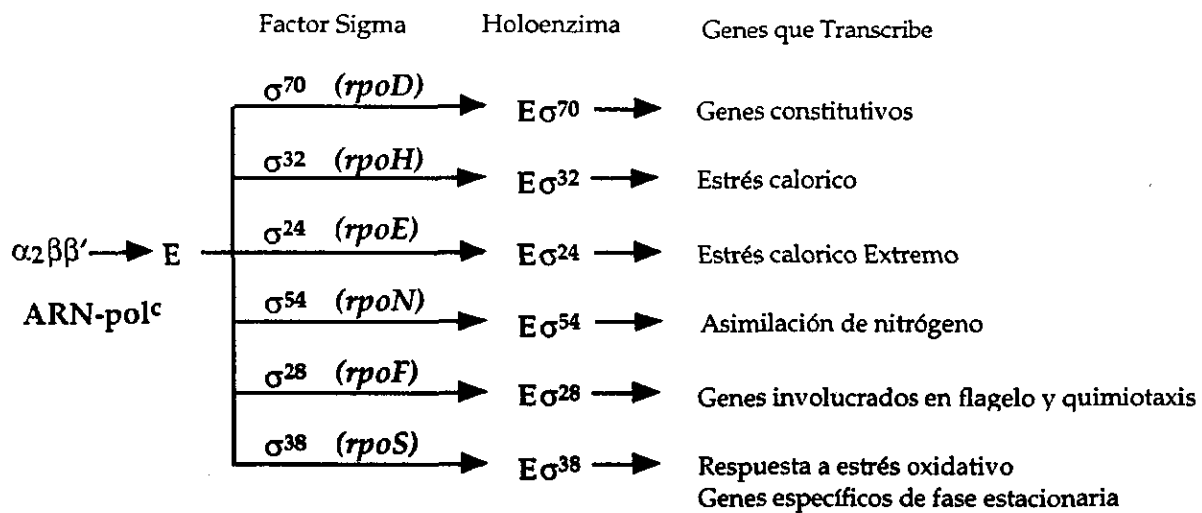 Factor Sigma Holoenzima Genes que Transcribe
σ70 (rpoD) Eσ70 Genes constitutivos
σ32 (rpoH) Eσ32 Estrés calorico
α2ββ′ E σ24 (rpoE) Eσ24 Estrés calorico Extremo
ARN-polc σ54 (rpoN) Eσ54 Asimilación de nitrógeno
σ28 (rpoF) Eσ28 Genes involucrados en flagelo y quimiotaxis
σ38 (rpoS) Eσ38 Respuesta a estrés oxidativo
Genes específicos de fase estacionaria